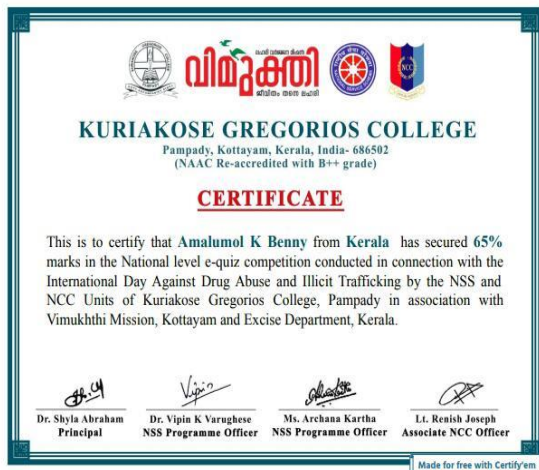 ലഹരി വർജ്ജന മിഷൻ
വിമുക്തി
ജീവിതം തന്നെ ലഹരി
NCC
KURIAKOSE GREGORIOS COLLEGE
Pampady, Kottayam, Kerala, India- 686502
(NAAC Re-accredited with B++ grade)
CERTIFICATE
This is to certify that Amalumol K Benny from Kerala has secured 65%
marks in the National level e-quiz competition conducted in connection with the
International Day Against Drug Abuse and Illicit Trafficking by the NSS and
NCC Units of Kuriakose Gregorios College, Pampady in association with
Vimukhthi Mission, Kottayam and Excise Department, Kerala.
Dr. Shyla Abraham
Principal
Dr. Vipin K Varughese
NSS Programme Officer
Ms. Archana Kartha
NSS Programme Officer
Lt. Renish Joseph
Associate NCC Officer
Made for free with Certify'em